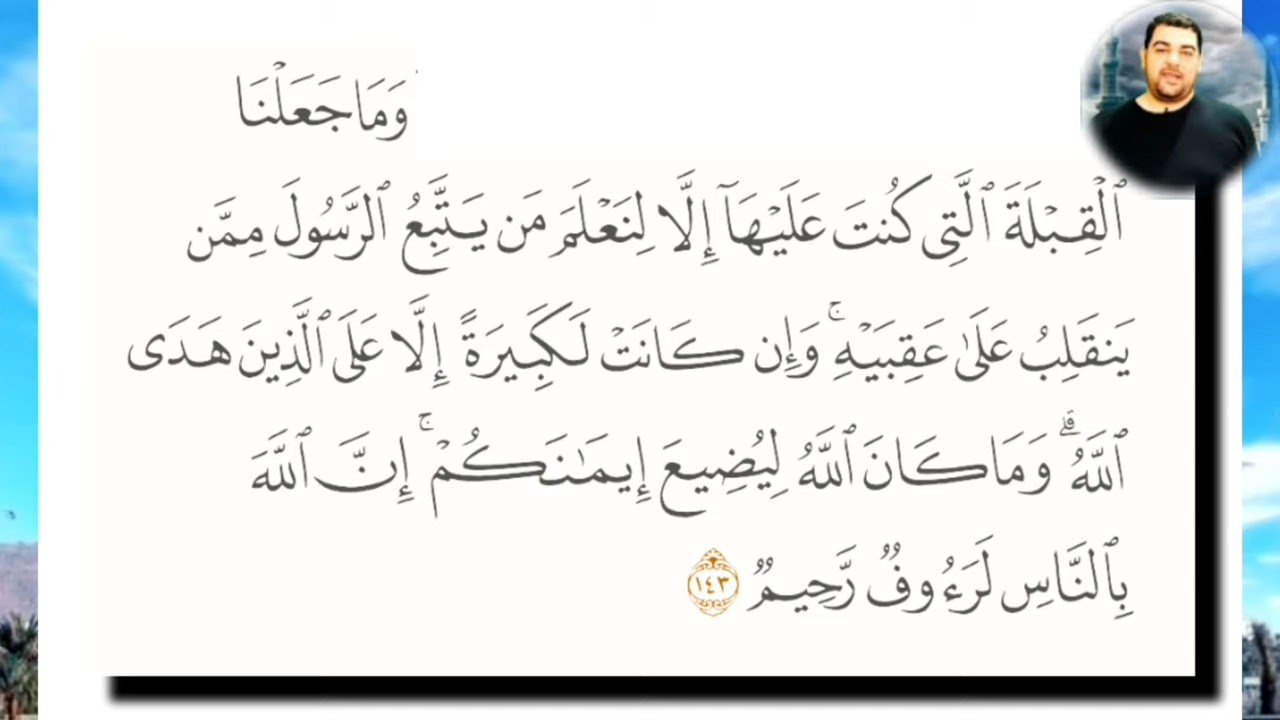 وَمَا جَعَلْنَا
ٱلْقِبْلَةَ ٱلَّتِى كُنتَ عَلَيْهَآ إِلَّا لِنَعْلَمَ مَن يَتَّبِعُ ٱلرَّسُولَ مِمَّن
يَنقَلِبُ عَلَىٰ عَقِبَيْهِ ۚ وَإِن كَانَتْ لَكَبِيرَةً إِلَّا عَلَى ٱلَّذِينَ هَدَى
ٱللَّهُ ۗ وَمَا كَانَ ٱللَّهُ لِيُضِيعَ إِيمَـٰنَكُمْ ۚ إِنَّ ٱللَّهَ
بِٱلنَّاسِ لَرَءُوفٌ رَّحِيمٌ ١٤٣